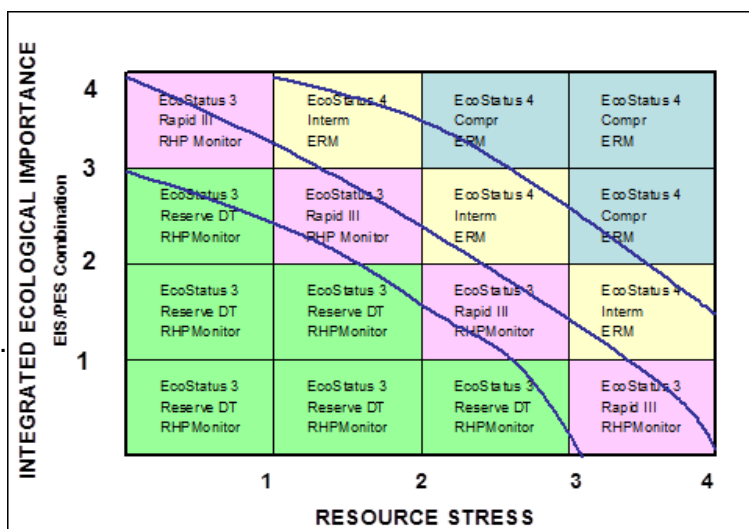 INTEGRATED ECOLOGICAL IMPORTANCE
EIS/PES Combination
4
EcoStatus 3
Rapid III
RHP Monitor
EcoStatus 4
Interm
ERM
EcoStatus 4
Compr
ERM
EcoStatus 4
Compr
ERM
3
EcoStatus 3
Reserve DT
RHPMonitor
EcoStatus 3
Rapid III
RHP Monitor
EcoStatus 4
Interm
ERM
EcoStatus 4
Compr
ERM
2
EcoStatus 3
Reserve DT
RHPMonitor
EcoStatus 3
Reserve DT
RHPMonitor
EcoStatus 3
Rapid III
RHPMonitor
EcoStatus 4
Interm
ERM
1
EcoStatus 3
Reserve DT
RHPMonitor
EcoStatus 3
Reserve DT
RHPMonitor
EcoStatus 3
Reserve DT
RHPMonitor
EcoStatus 3
Rapid III
RHPMonitor
1 2 3 4
RESOURCE STRESS